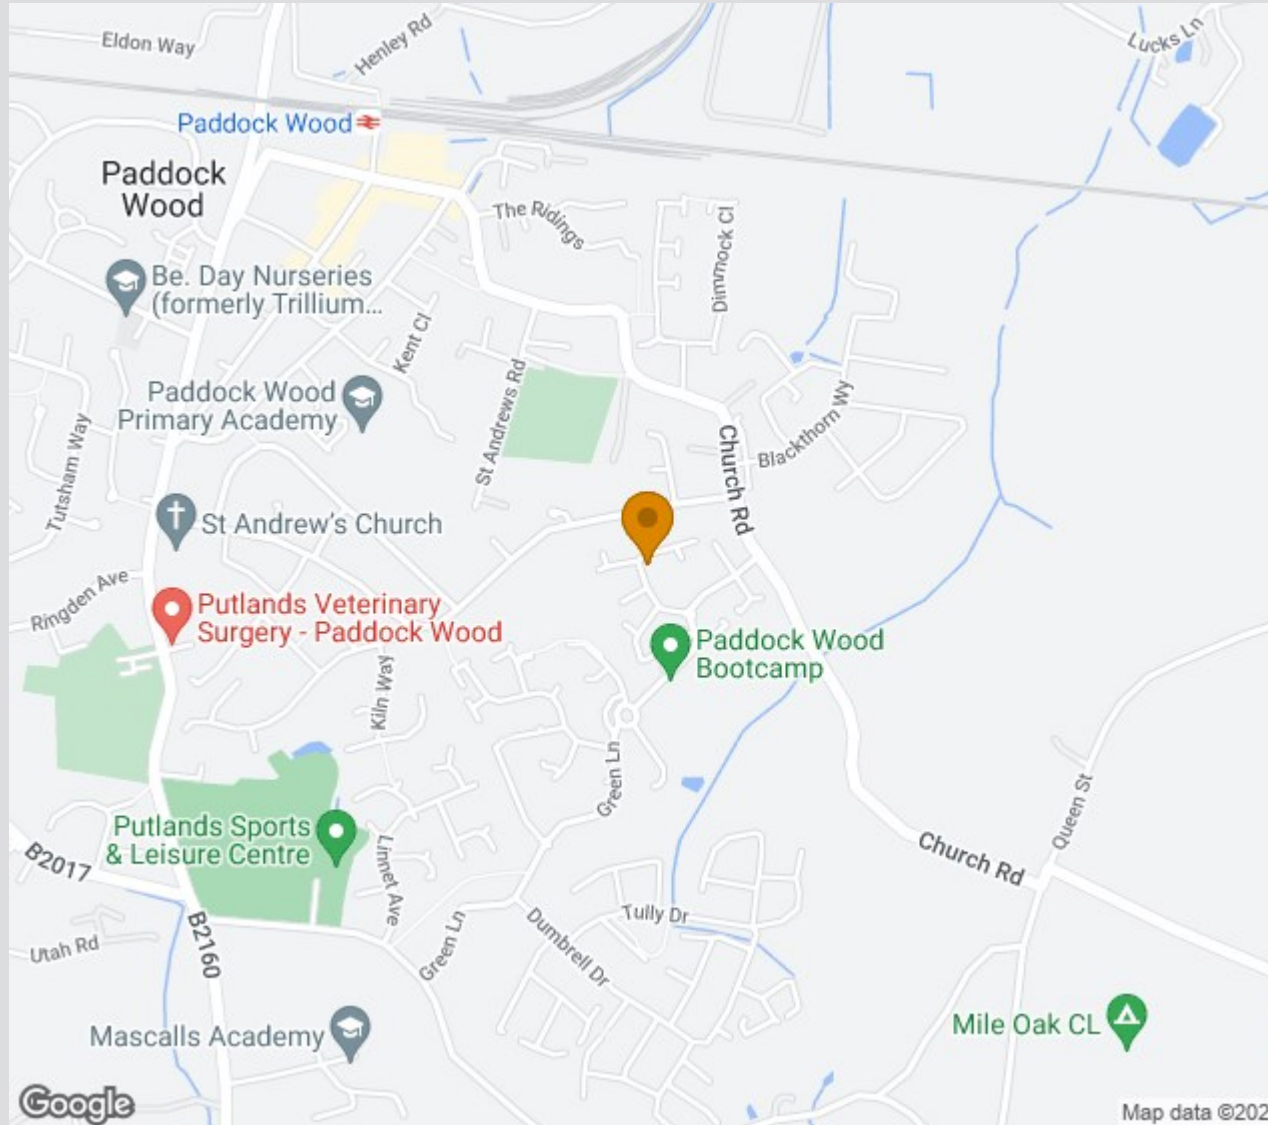 Eldon Way
Henley Rd
Lucks Ln
Paddock Wood
Paddock
Wood
The Ridings
Dimmock Cl
Be. Day Nurseries
(formerly Trillium...
Kent Cl
St Andrews Rd
Paddock Wood
Primary Academy
Tutsham Way
Blackthorn Wy
Church Rd
St Andrew's Church
Ringden Ave
Putlands Veterinary
Surgery - Paddock Wood
Paddock Wood
Bootcamp
Kiln Way
Green Ln
Queen St
Putlands Sports
& Leisure Centre
Linnet Ave
Church Rd
B2017
B2160
Utah Rd
Green Ln
Dumbrell Dr
Tully Dr
Mascalls Academy
Mile Oak CL
Google
Map data ©202